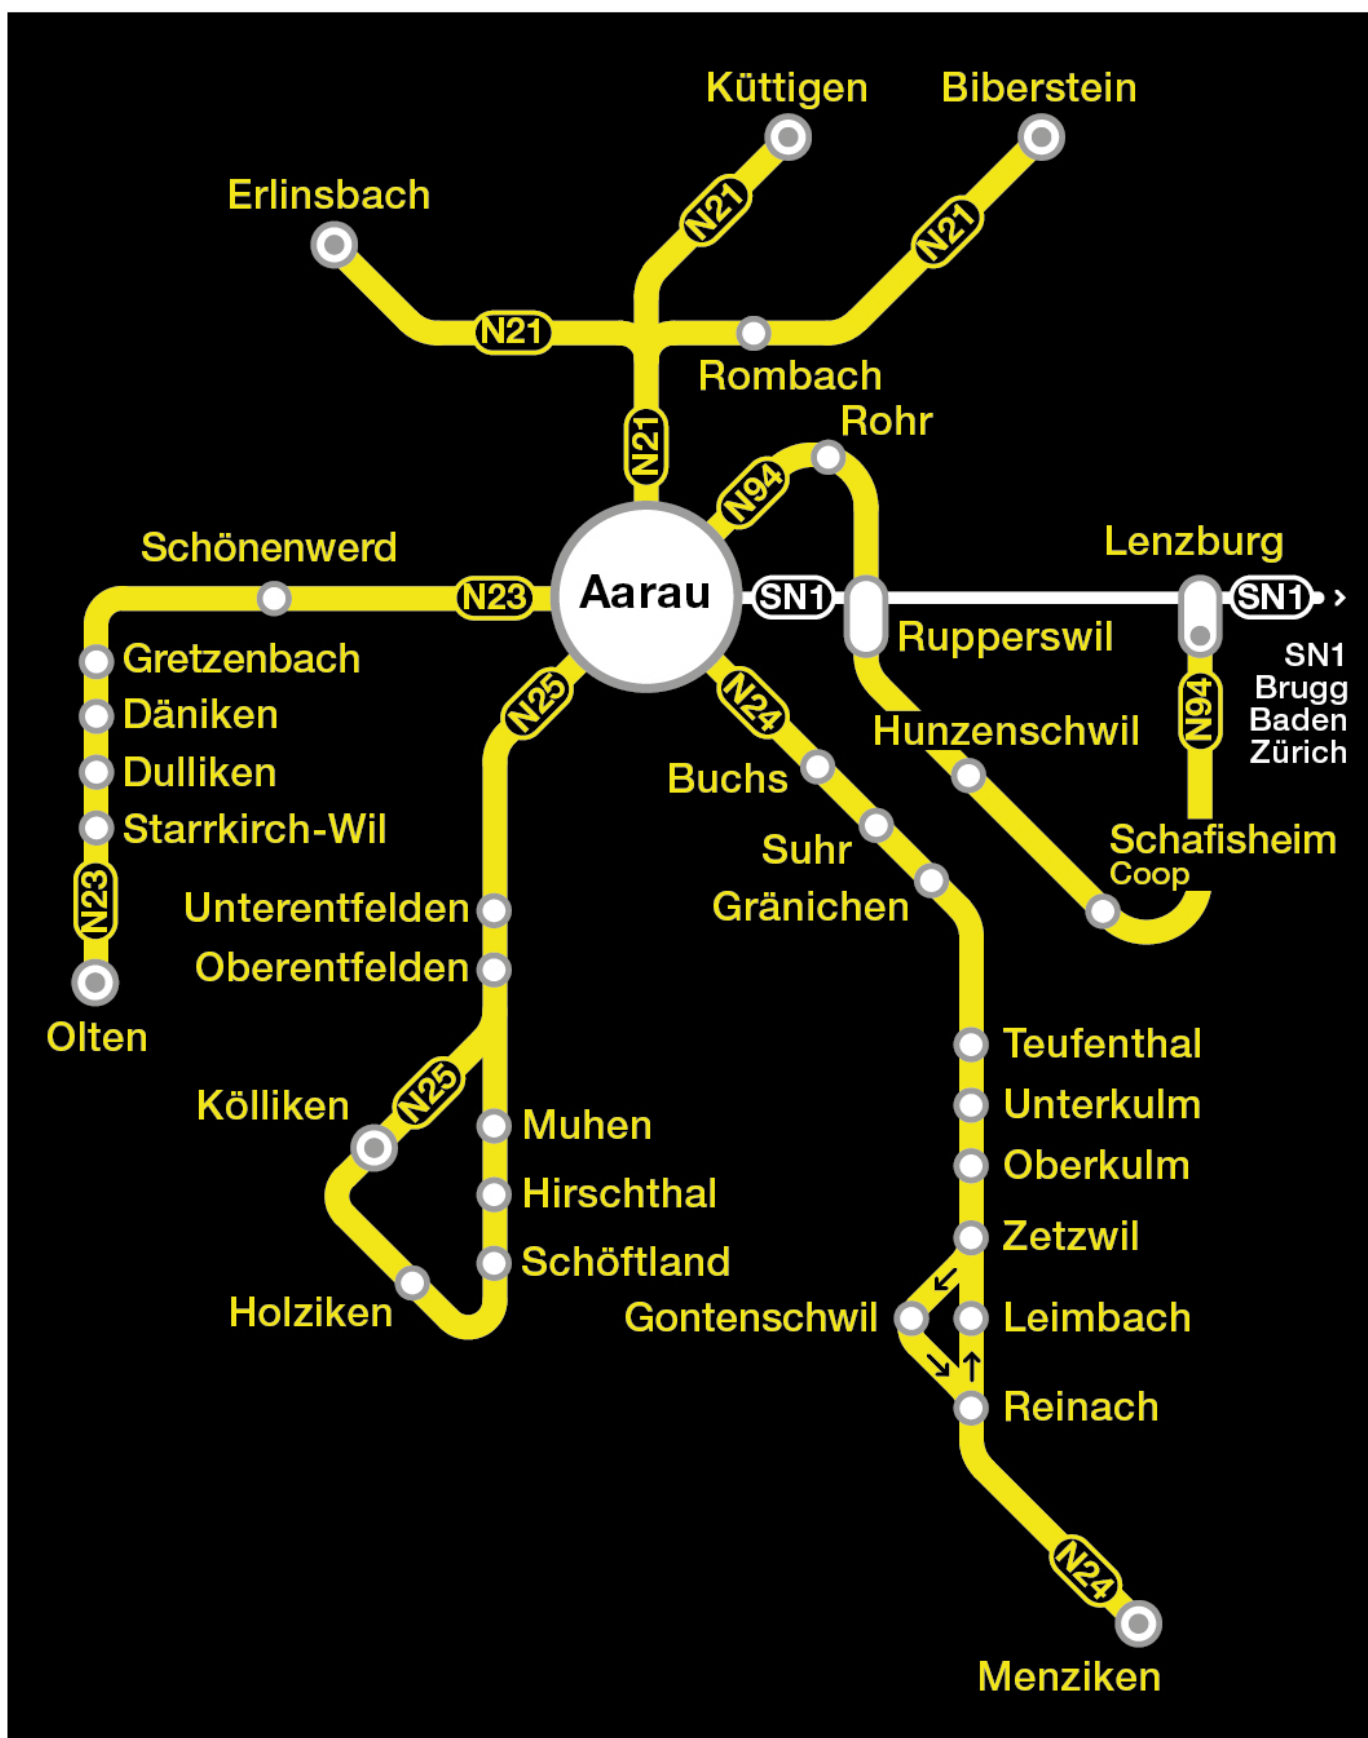 Küttigen
Biberstein
Erlinsbach
N21
N21
N21
Rombach
Rohr
N21
N94
Schönenwerd
Lenzburg
N23
Aarau
SN1
SN1
Rupperswil
SN1
Brugg
Baden
Zürich
Gretzenbach
N25
N24
N94
Däniken
Hunzenschwil
Dulliken
Buchs
Starrkirch-Wil
Schafisheim
Coop
Suhr
N23
Unterentfelden
Gränichen
Oberentfelden
Olten
Teufenthal
Kölliken
N25
Unterkulm
Muhen
Oberkulm
Hirschthal
Zetzwil
Schöftland
Holziken
Gontenschwil
Leimbach
Reinach
N24
Menziken